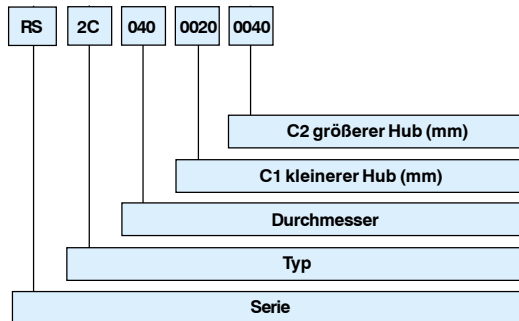 RS 2C 040 0020 0040
C2 größerer Hub (mm)
C1 kleinerer Hub (mm)
Durchmesser
Typ
Serie